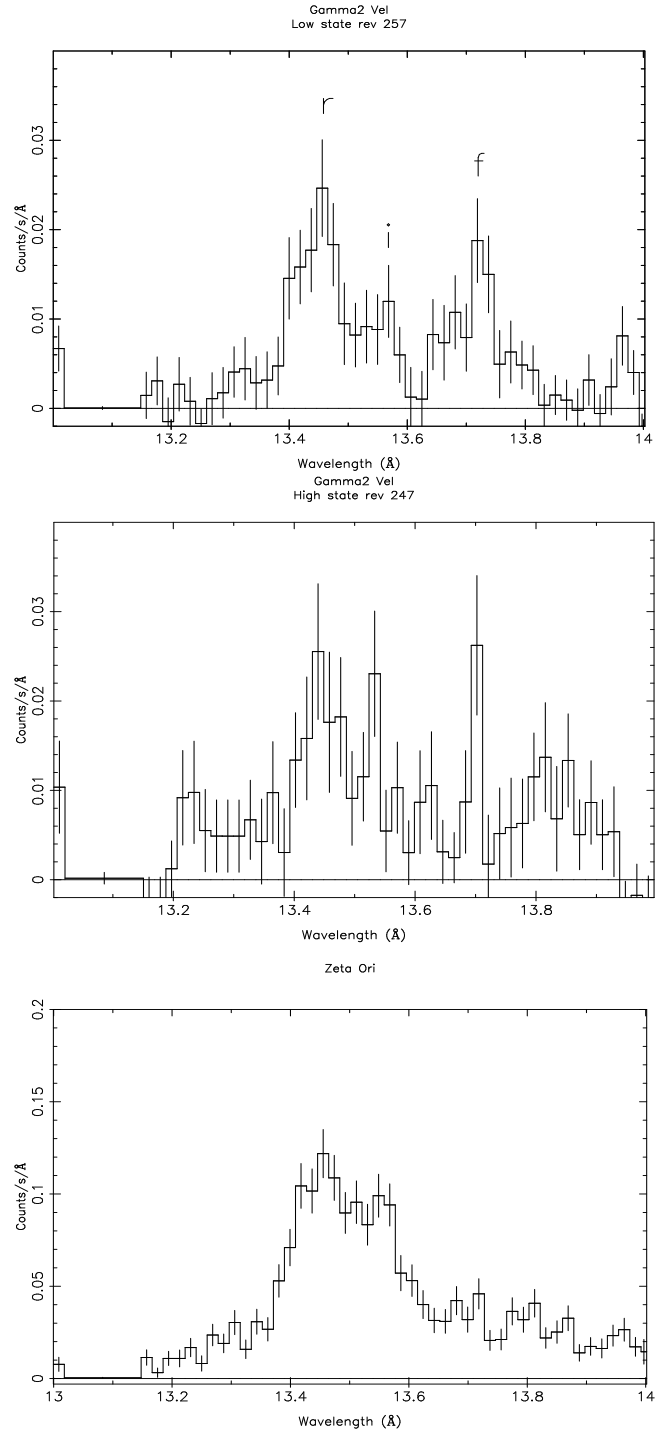 Gamma2 Vel
Low state rev 257
r
f
i
Counts/s/Å
0.03
0.02
0.01
0
13.2 13.4 13.6 13.8 14
Wavelength (Å)
Gamma2 Vel
High state rev 247
Counts/s/Å
0.03
0.02
0.01
0
13.2 13.4 13.6 13.8
Wavelength (Å)
Zeta Ori
Counts/s/Å
0.2
0.15
0.1
0.05
0
13 13.2 13.4 13.6 13.8 14
Wavelength (Å)